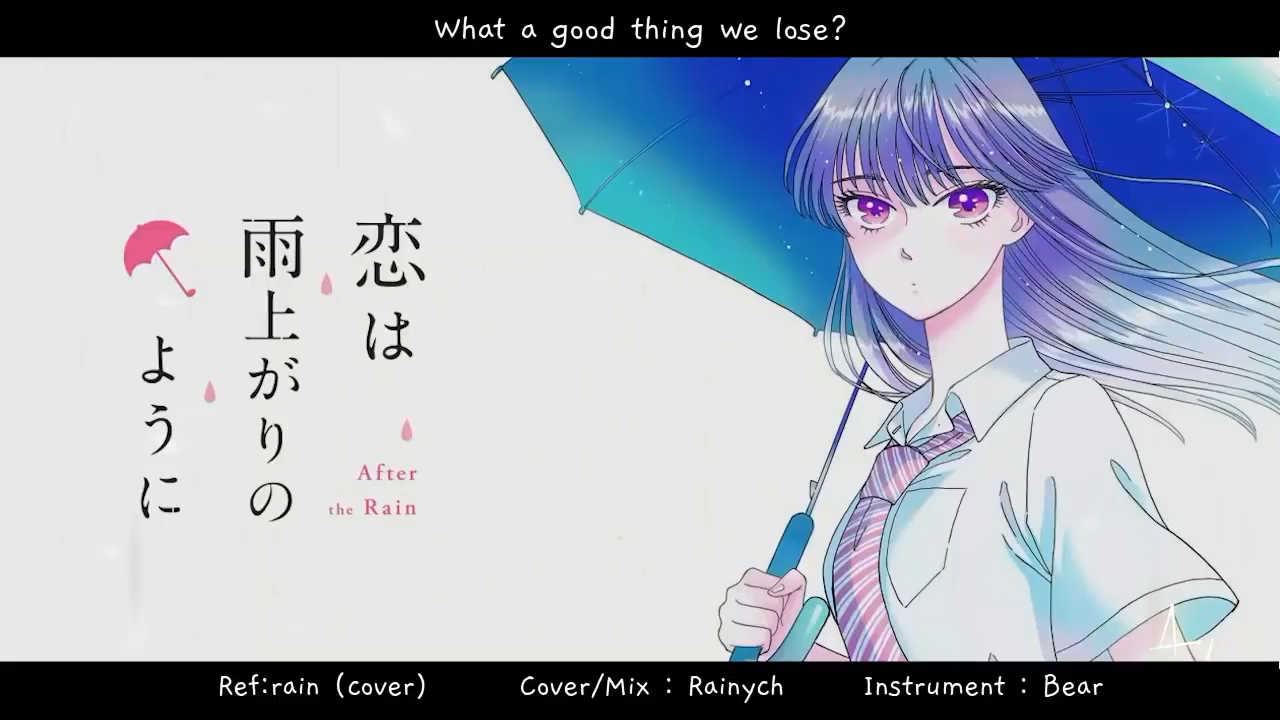 What a good thing we lose?
恋は
雨上がりの
ように
After
the Rain
Ref:rain (cover)
Cover/Mix : Rainych
Instrument : Bear